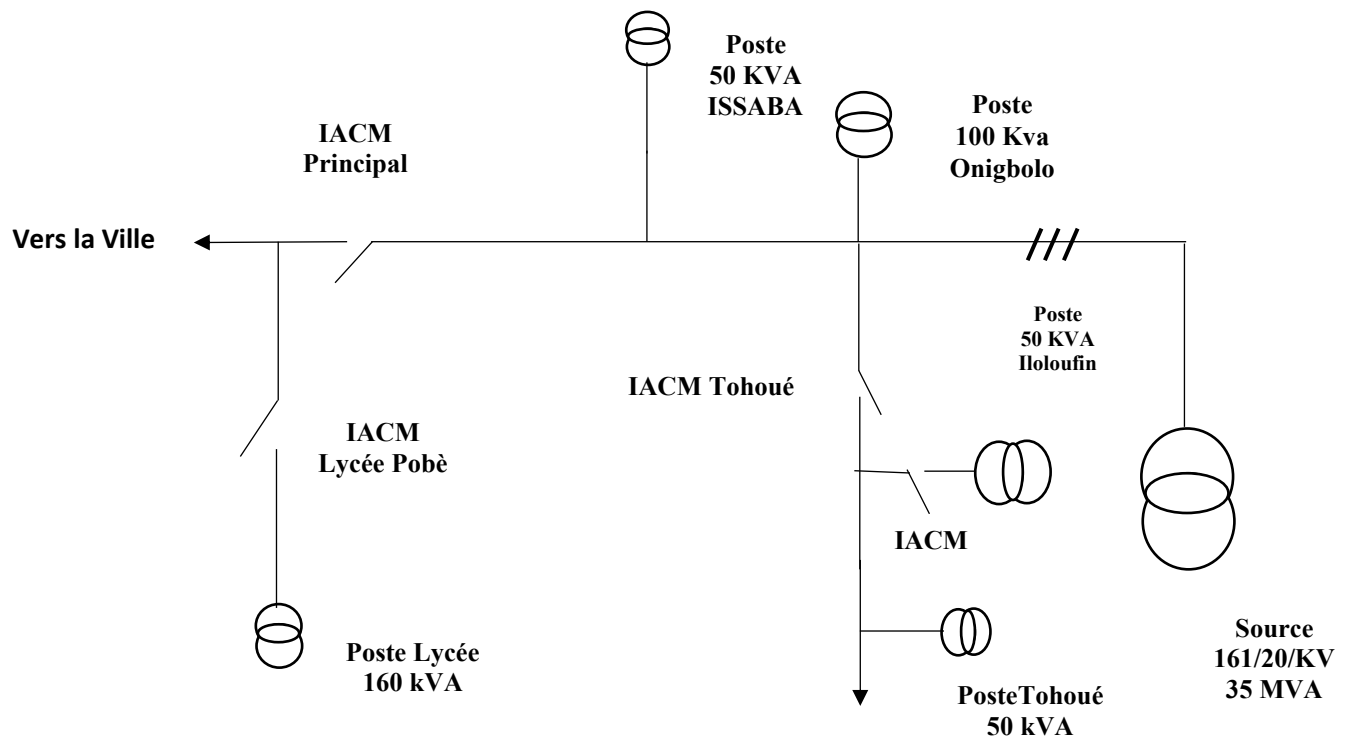 Poste
50 KVA
ISSABA
Poste
100 Kva
Onigbolo
IACM
Principal
Vers la Ville
Poste
50 KVA
Iloloufin
IACM Tohoué
IACM
Lycée Pobè
IACM
Poste Lycée
160 kVA
PosteTohoué
50 kVA
Source
161/20/KV
35 MVA